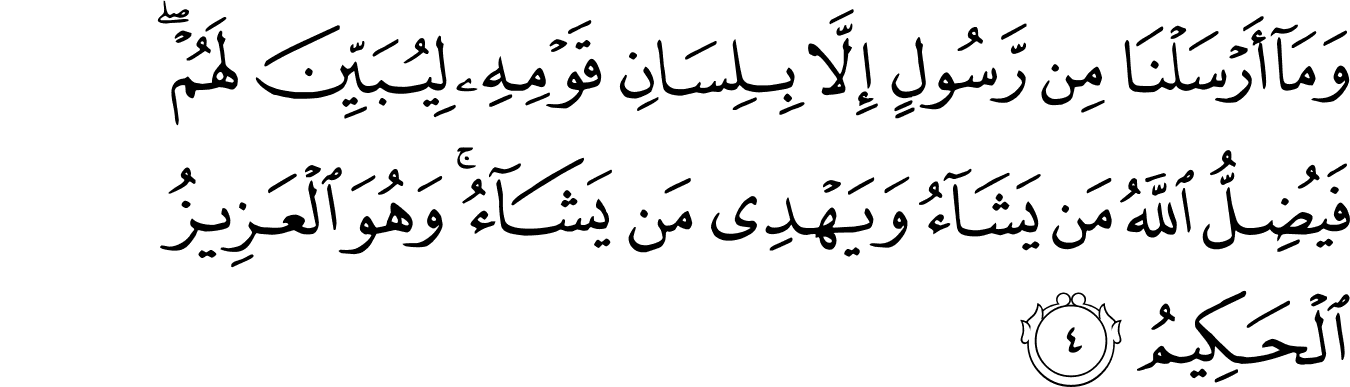 وَمَآ أَرْسَلْنَا مِن رَّسُولٍ إِلَّا بِلِسَانِ قَوْمِهِۦ لِيُبَيِّنَ لَهُمْ ۖ
فَيُضِلُّ ٱللَّهُ مَن يَشَآءُ وَيَهْدِى مَن يَشَآءُ ۚ وَهُوَ ٱلْعَزِيزُ
ٱلْحَكِيمُ ٤